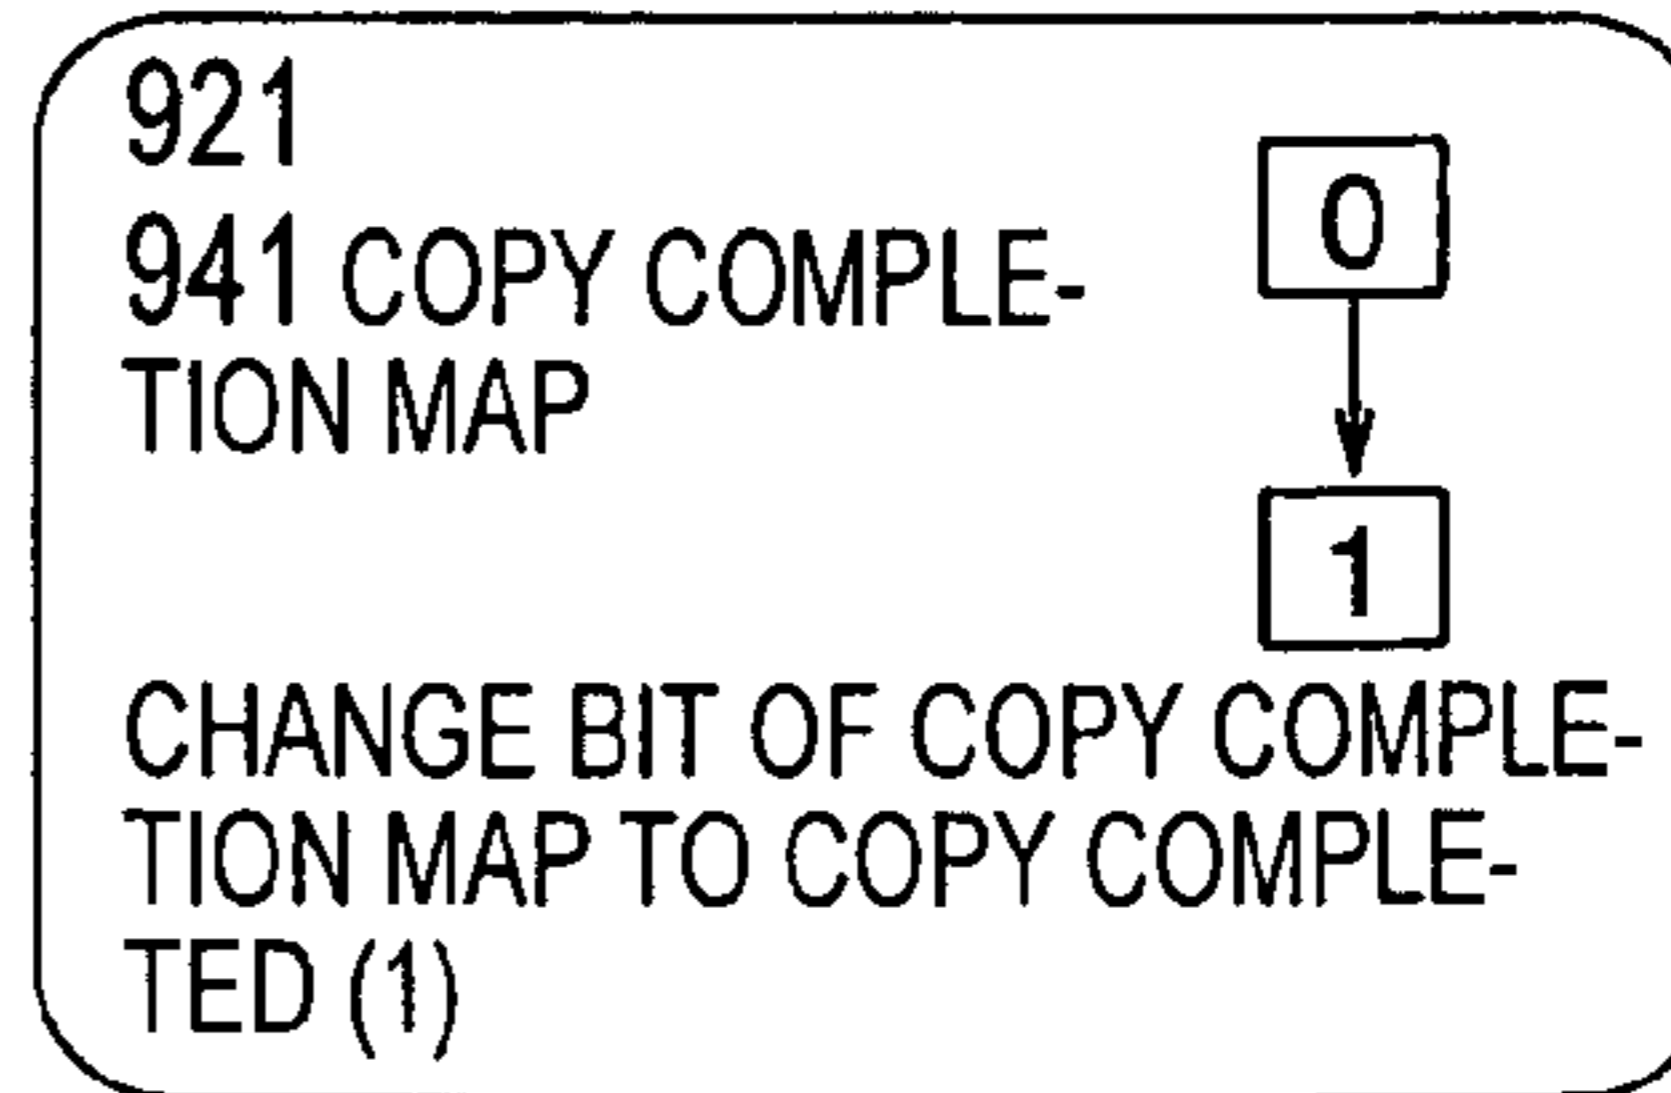 921
0
941 COPY COMPLE-
TION MAP
1
CHANGE BIT OF COPY COMPLE-
TION MAP TO COPY COMPLE-
TED (1)